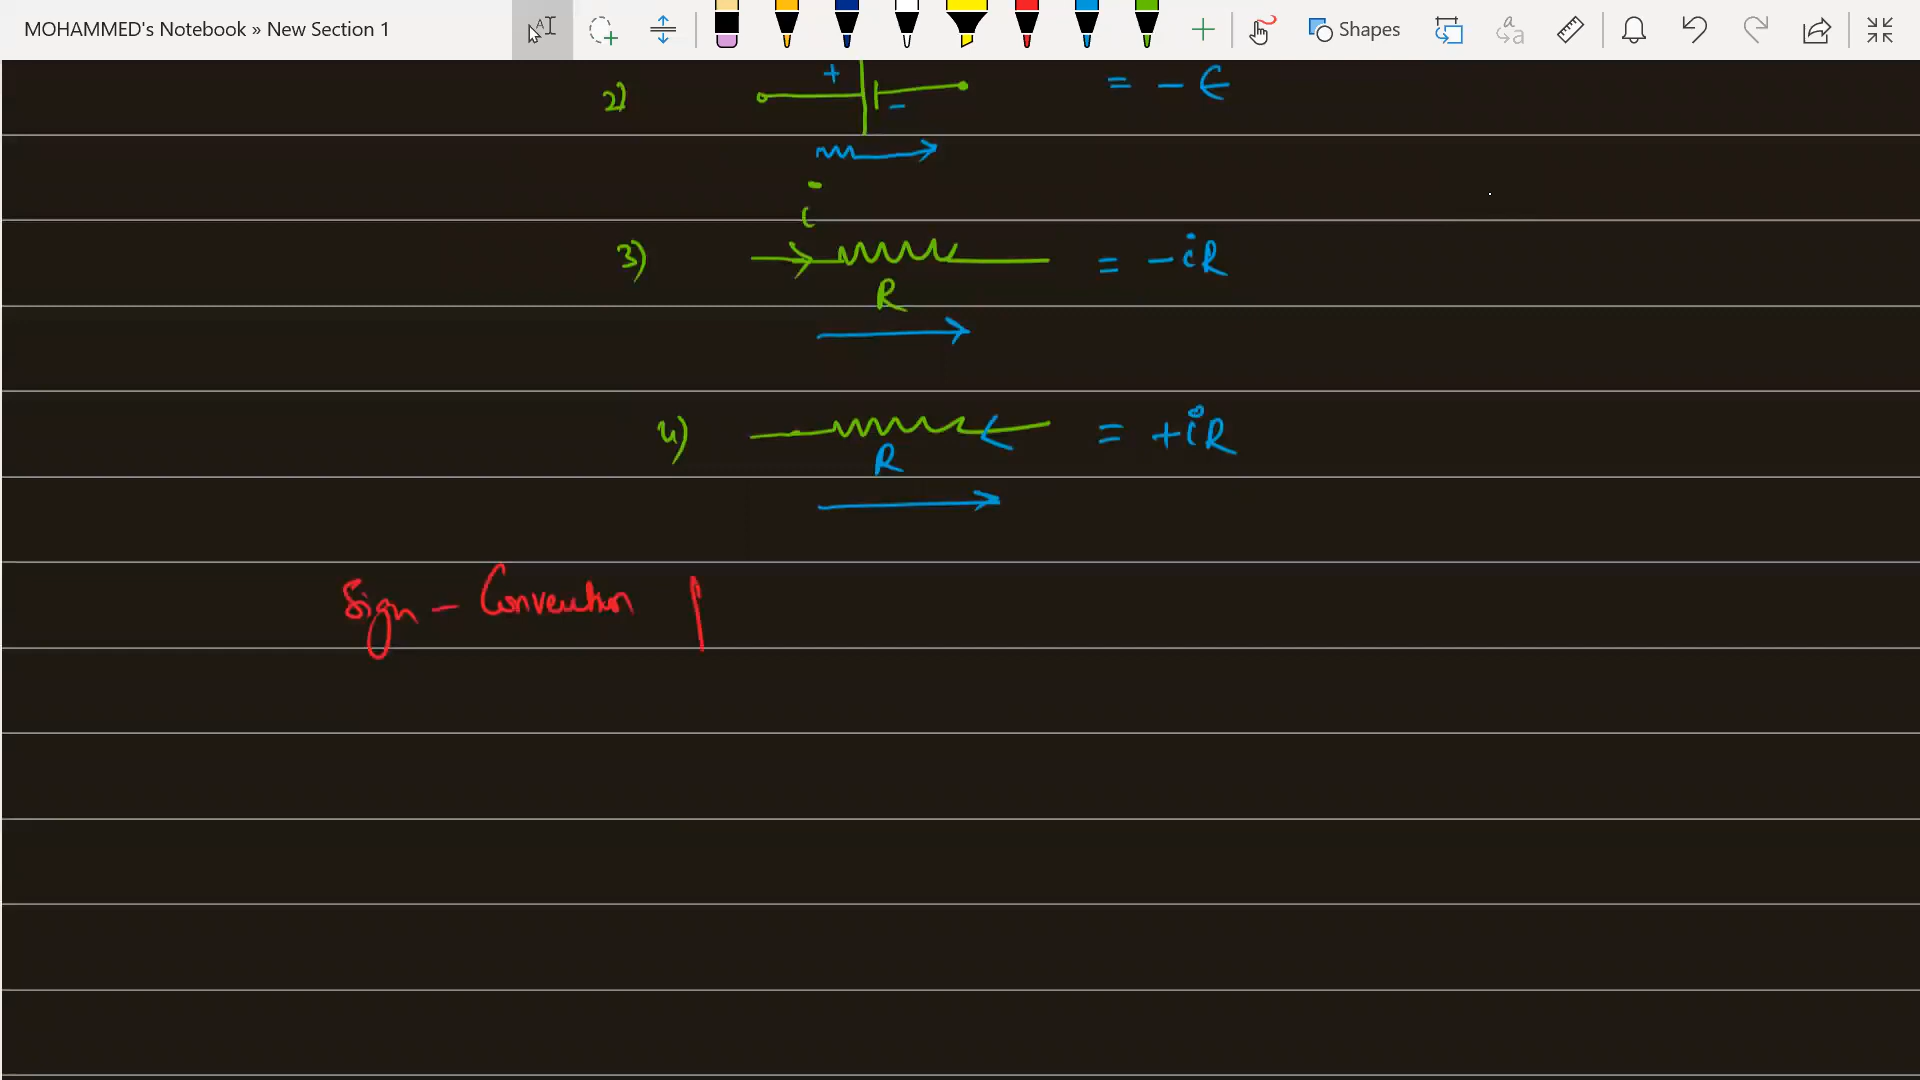 MOHAMMED's Notebook » New Section 1
Shapes
2) + - = - ε
i
3) R = - iR
4) R = + iR
Sign - Convention